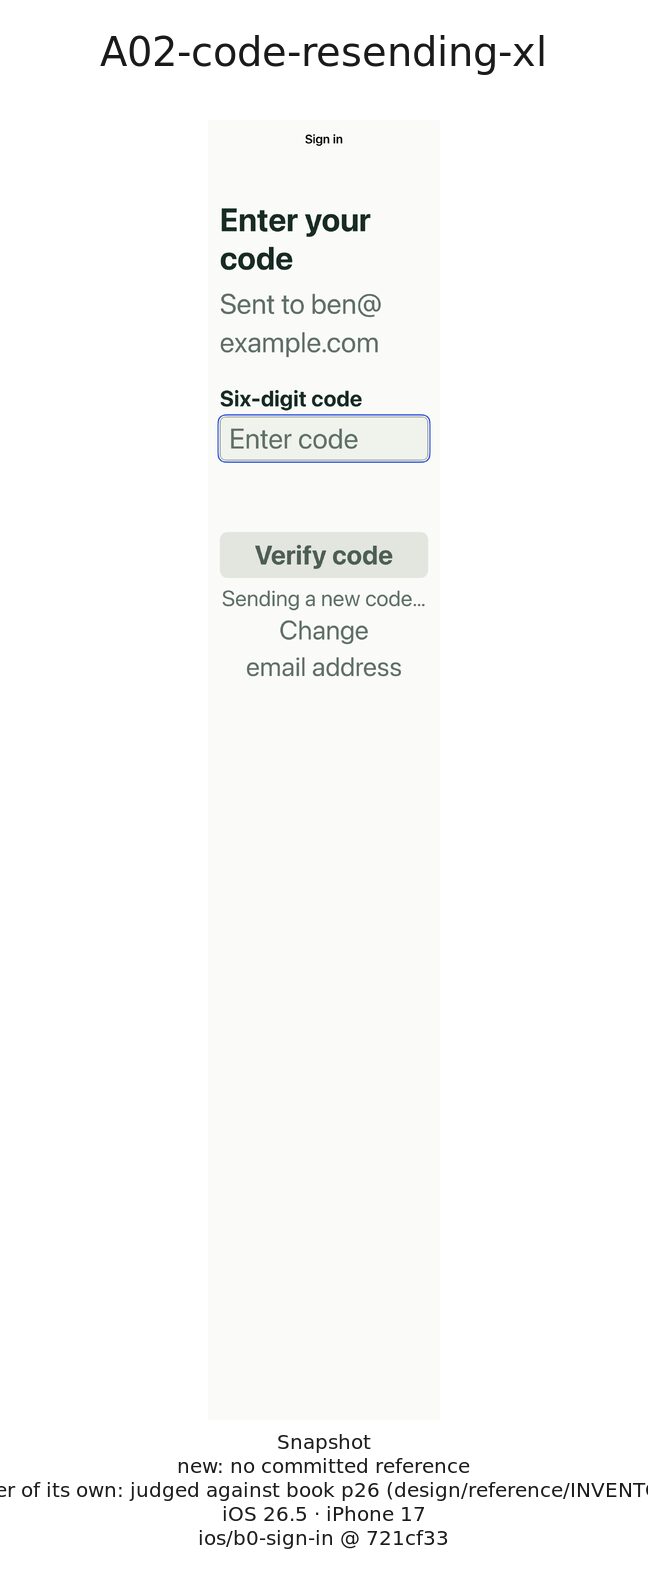 A02-code-resending-xl
Sign in
Enter your
code
Sent to ben@
example.com
Six-digit code
Enter code
Verify code
Sending a new code…
Change
email address
Snapshot
new: no committed reference
of its own: judged against book p26 (design/reference/
iOS 26.5 · iPhone 17
ios/b0-sign-in @ 721cf33